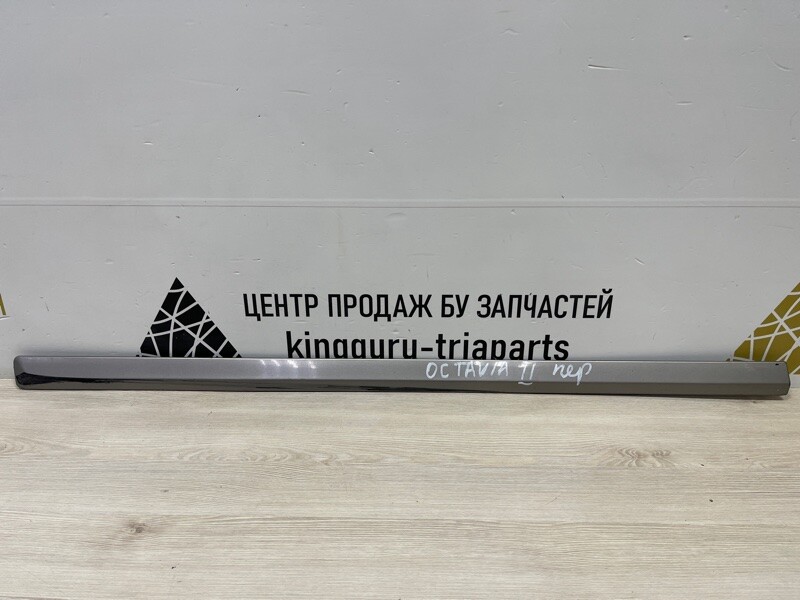 ЦЕНТР ПРОДАЖ БУ ЗАПЧАСТЕЙ
kingguru-triaparts
OCTAVIA II пер